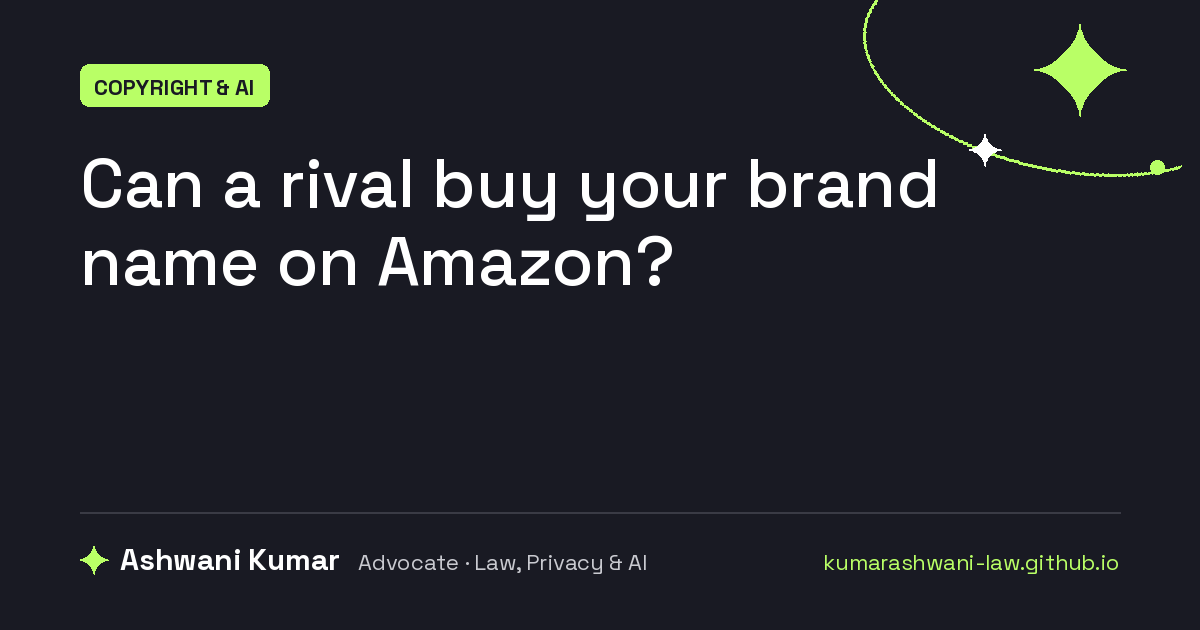 COPYRIGHT & AI
Can a rival buy your brand
name on Amazon?
Ashwani Kumar Advocate · Law, Privacy & AI kumarashwani-law.github.io